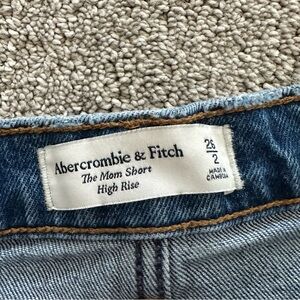 Abercrombie & Fitch
The Mom Short
High Rise
26
2
MADE IN
CAMBODIA